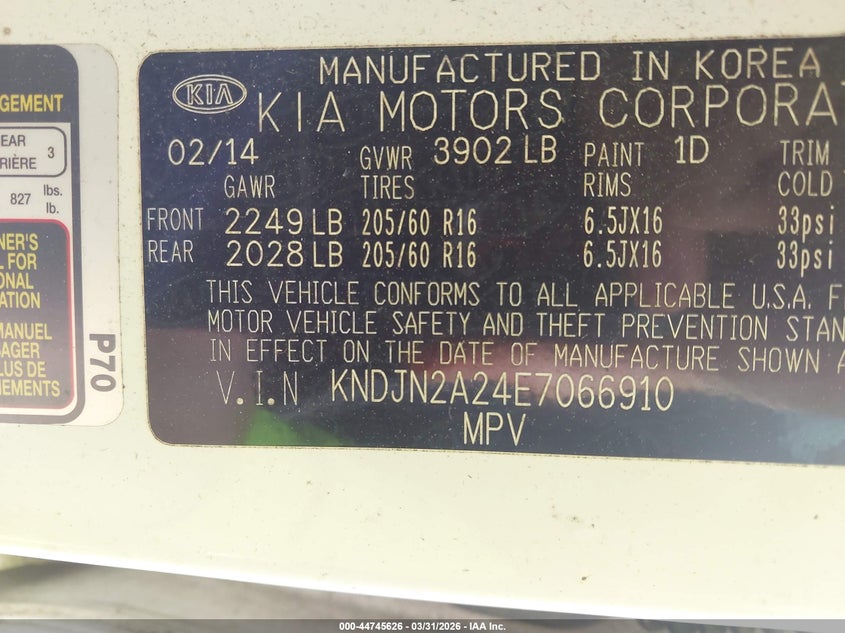 GEMENT
EAR
RIÈRE 3
827 lbs.
lb.
NER'S
L FOR
ONAL
ATION
MANUEL
AGER
LUS DE
NEMENTS
P70
MANUFACTURED IN KOREA
KIA KIA MOTORS CORPORAT
02/14 GVWR 3902 LB PAINT 1D TRIM
GAWR TIRES RIMS COLD
FRONT 2249 LB 205/60 R16 6.5JX16 33psi
REAR 2028 LB 205/60 R16 6.5JX16 33psi
THIS VEHICLE CONFORMS TO ALL APPLICABLE U.S.A. F
MOTOR VEHICLE SAFETY AND THEFT PREVENTION STAN
IN EFFECT ON THE DATE OF MANUFACTURE SHOWN A
V.I.N KNDJN2A24E7066910
MPV
000-44745626 - 03/31/2026 - IAA Inc.